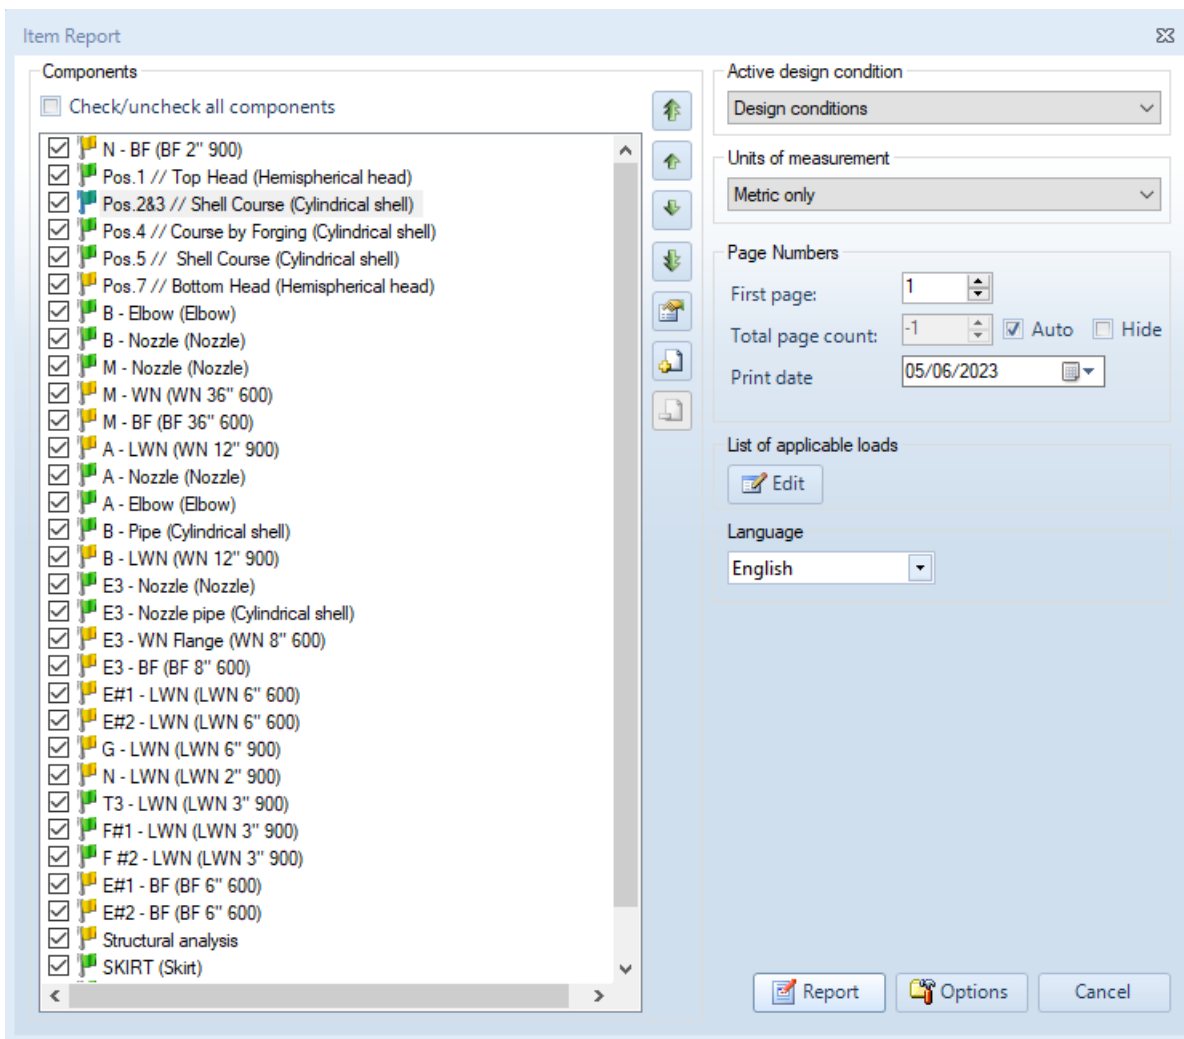 Item Report
Components
Check/uncheck all components
N - BF (BF 2" 900)
Pos.1 // Top Head (Hemispherical head)
Pos.2&3 // Shell Course (Cylindrical shell)
Pos.4 // Course by Forging (Cylindrical shell)
Pos.5 //  Shell Course (Cylindrical shell)
Pos.7 // Bottom Head (Hemispherical head)
B - Elbow (Elbow)
B - Nozzle (Nozzle)
M - Nozzle (Nozzle)
M - WN (WN 36" 600)
M - BF (BF 36" 600)
A - LWN (WN 12" 900)
A - Nozzle (Nozzle)
A - Elbow (Elbow)
B - Pipe (Cylindrical shell)
B - LWN (WN 12" 900)
E3 - Nozzle (Nozzle)
E3 - Nozzle pipe (Cylindrical shell)
E3 - WN Flange (WN 8" 600)
E3 - BF (BF 8" 600)
E#1 - LWN (LWN 6" 600)
E#2 - LWN (LWN 6" 600)
G - LWN (LWN 6" 900)
N - LWN (LWN 2" 900)
T3 - LWN (LWN 3" 900)
F#1 - LWN (LWN 3" 900)
F #2 - LWN (LWN 3" 900)
E#1 - BF (BF 6" 600)
E#2 - BF (BF 6" 600)
Structural analysis
SKIRT (Skirt)
Active design condition
Design conditions
Units of measurement
Metric only
Page Numbers
First page: 1
Total page count: -1 Auto Hide
Print date 05/06/2023
List of applicable loads
Edit
Language
English
Report Options Cancel